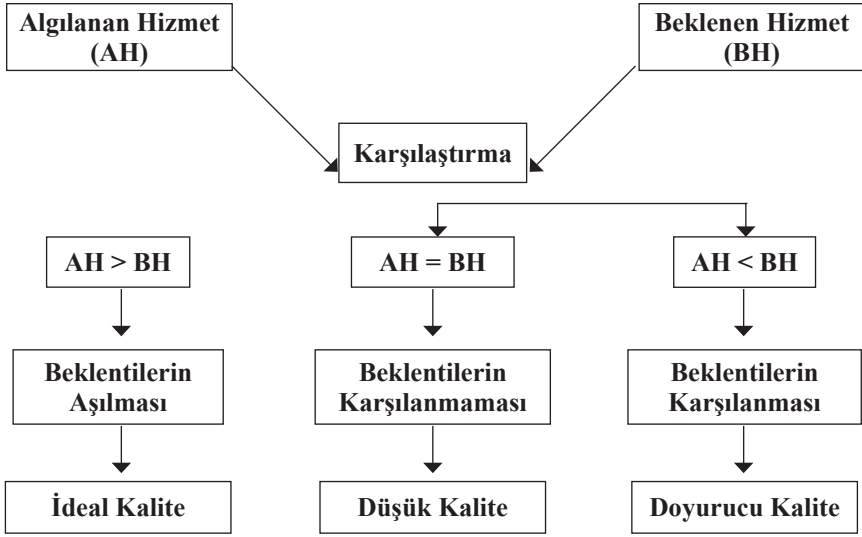 Algılanan Hizmet
(AH)
Beklenen Hizmet
(BH)
Karşılaştırma
AH > BH
AH = BH
AH < BH
Beklentilerin
Aşılması
Beklentilerin
Karşılanmaması
Beklentilerin
Karşılanması
İdeal Kalite
Düşük Kalite
Doyurucu Kalite